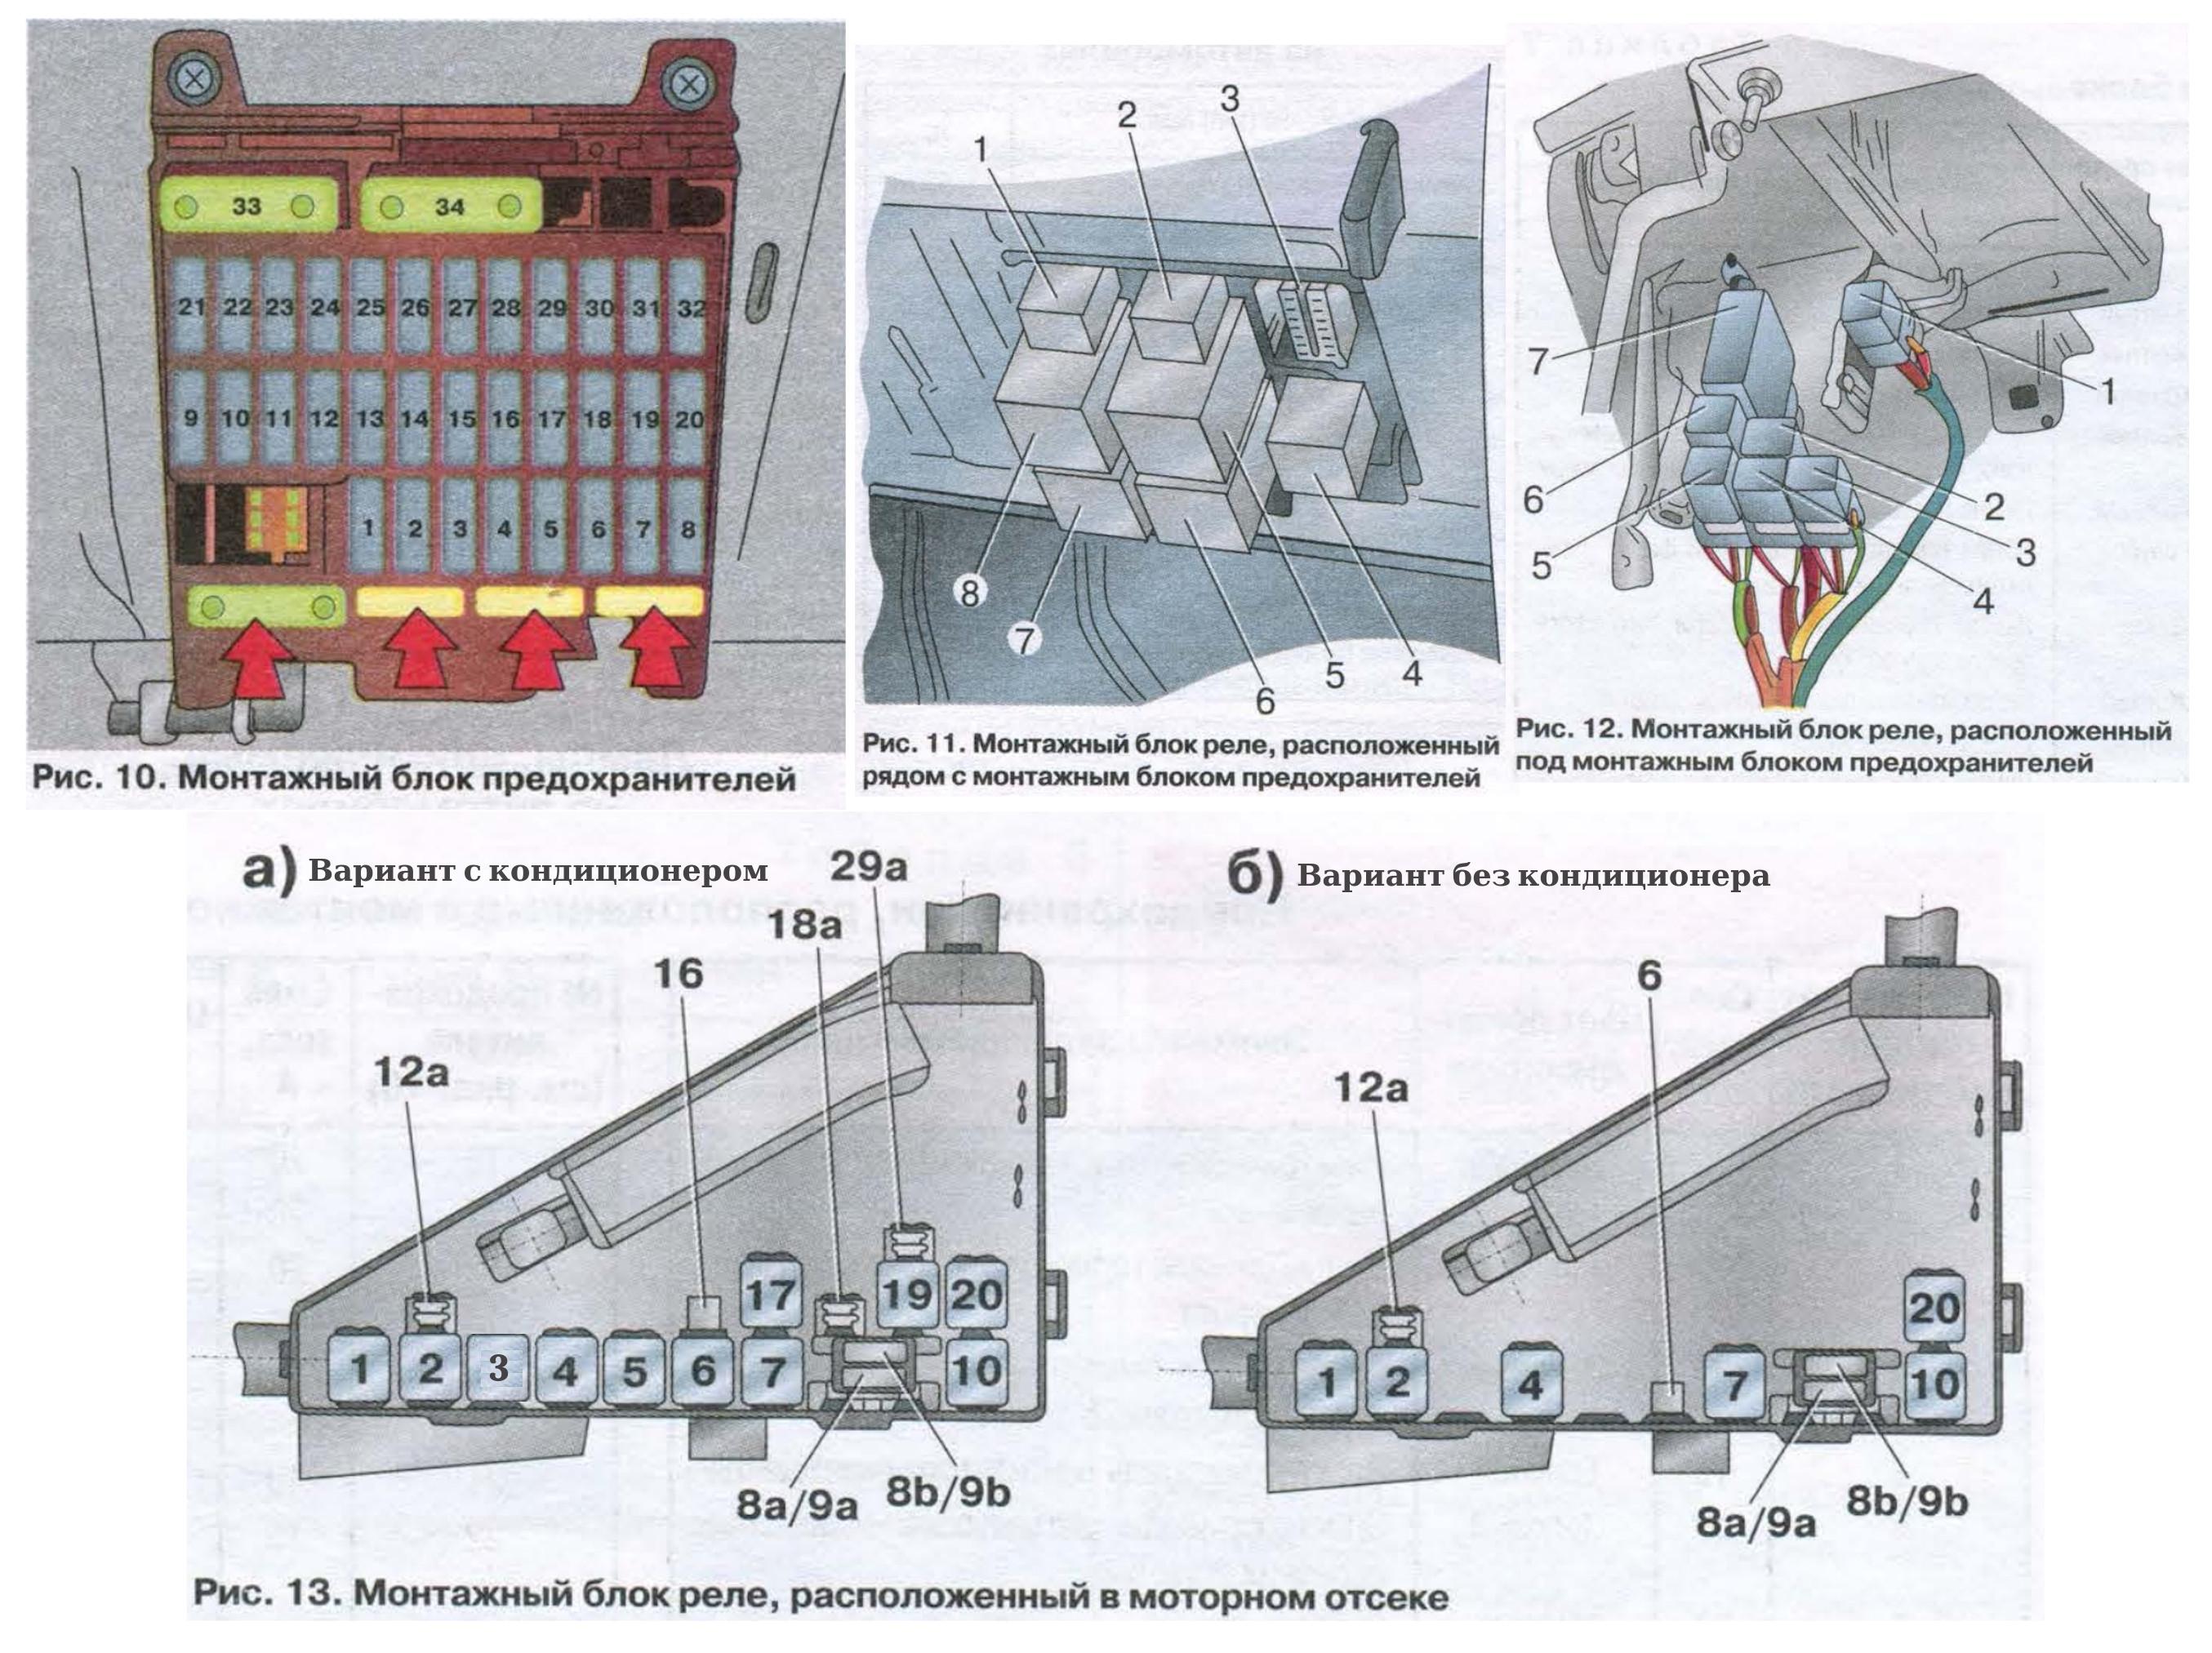 33 34
21 22 23 24 25 26 27 28 29 30 31 32
9 10 11 12 13 14 15 16 17 18 19 20
1 2 3 4 5 6 7 8
Рис. 10. Монтажный блок предохранителей
1
2
3
8
7
6
5
4
Рис. 11. Монтажный блок реле, расположенный
рядом с монтажным блоком предохранителей
7
1
6
2
5
3
4
Рис. 12. Монтажный блок реле, расположенный
под монтажным блоком предохранителей
а) Вариант с кондиционером
29a
18a
16
12a
17 19 20
1 2 3 4 5 6 7 10
8a/9a 8b/9b
б) Вариант без кондиционера
6
12a
20
1 2 4 7 10
8a/9a 8b/9b
Рис. 13. Монтажный блок реле, расположенный в моторном отсеке